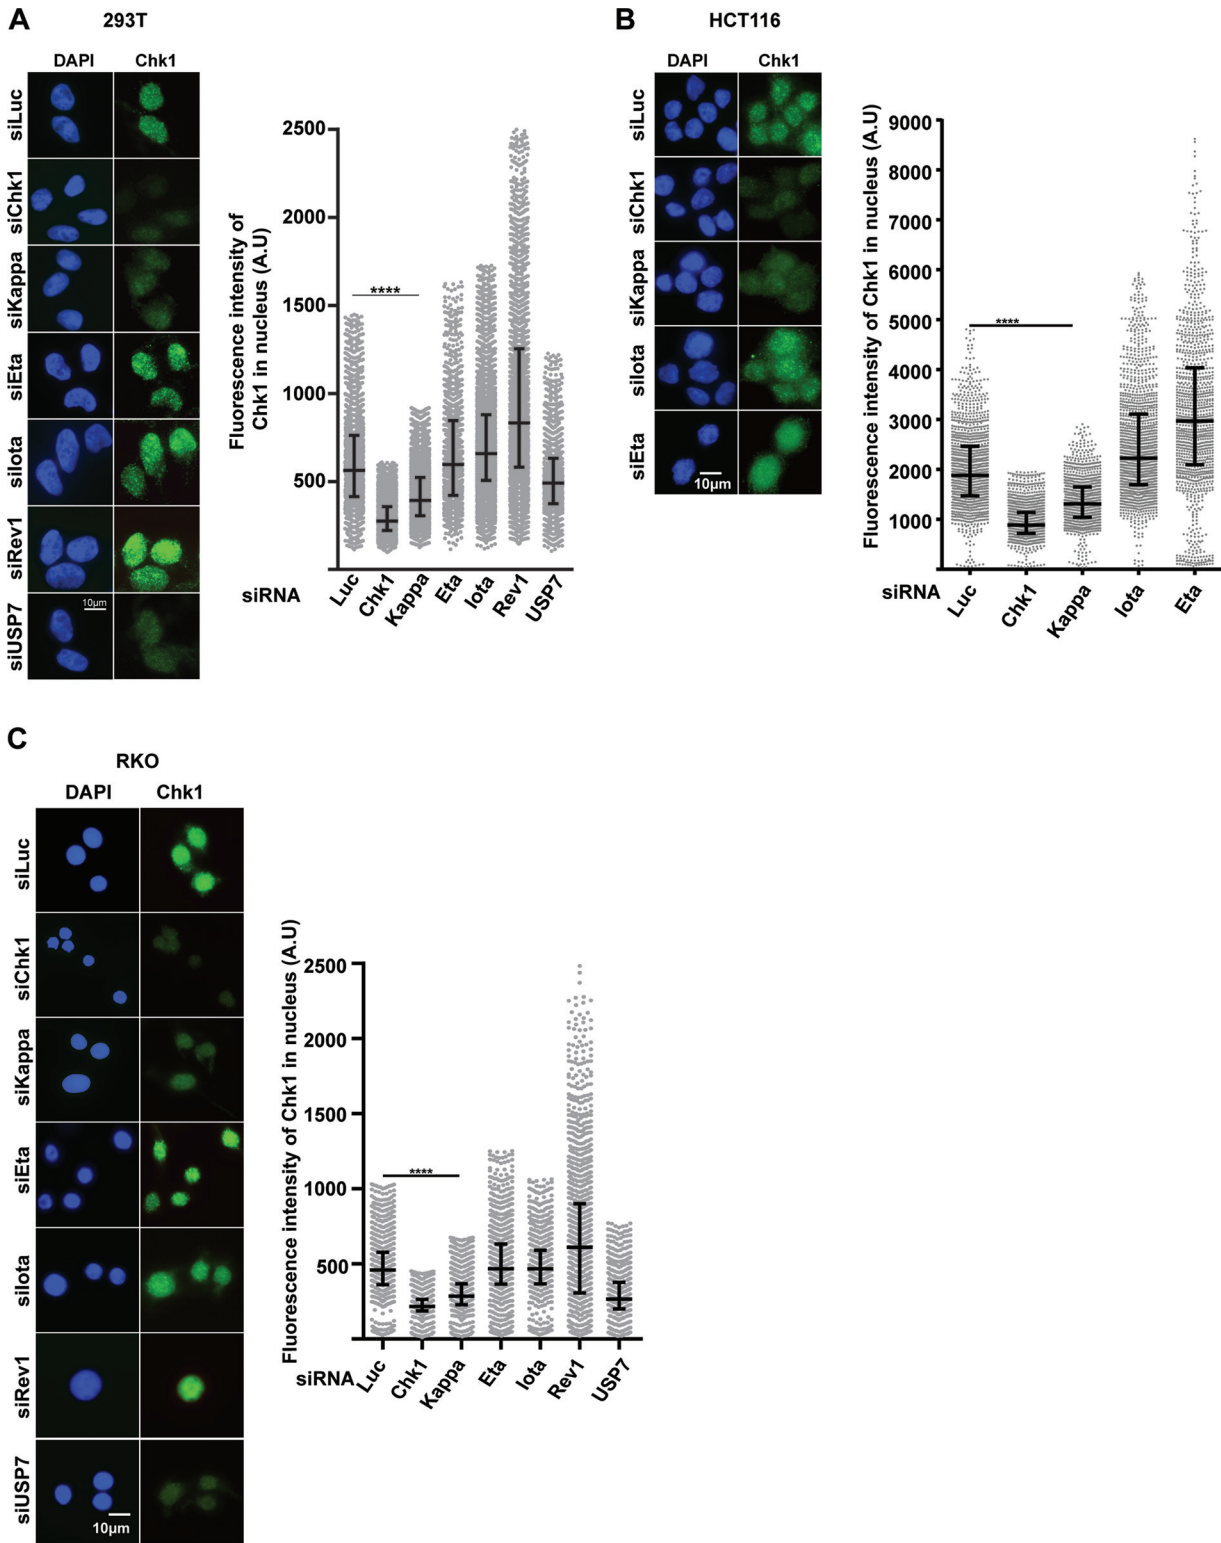 A
293T
DAPI
Chk1
siLuc
siChk1
siKappa
siEta
siIota
siRev1
siUSP7
10µm
Fluorescence intensity of
Chk1 in nucleus (A.U)
2500
2000
1500
1000
500
****
siRNA
Luc
Chk1
Kappa
Eta
Iota
Rev1
USP7
B
HCT116
DAPI
Chk1
siLuc
siChk1
siKappa
siIota
siEta
10µm
Fluorescence intensity of Chk1 in nucleus (A.U)
9000
8000
7000
6000
5000
4000
3000
2000
1000
****
siRNA
Luc
Chk1
Kappa
Iota
Eta
C
RKO
DAPI
Chk1
siLuc
siChk1
siKappa
siEta
siIota
siRev1
siUSP7
10µm
Fluorescence intensity of Chk1 in nucleus (A.U)
2500
2000
1500
1000
500
****
siRNA
Luc
Chk1
Kappa
Eta
Iota
Rev1
USP7